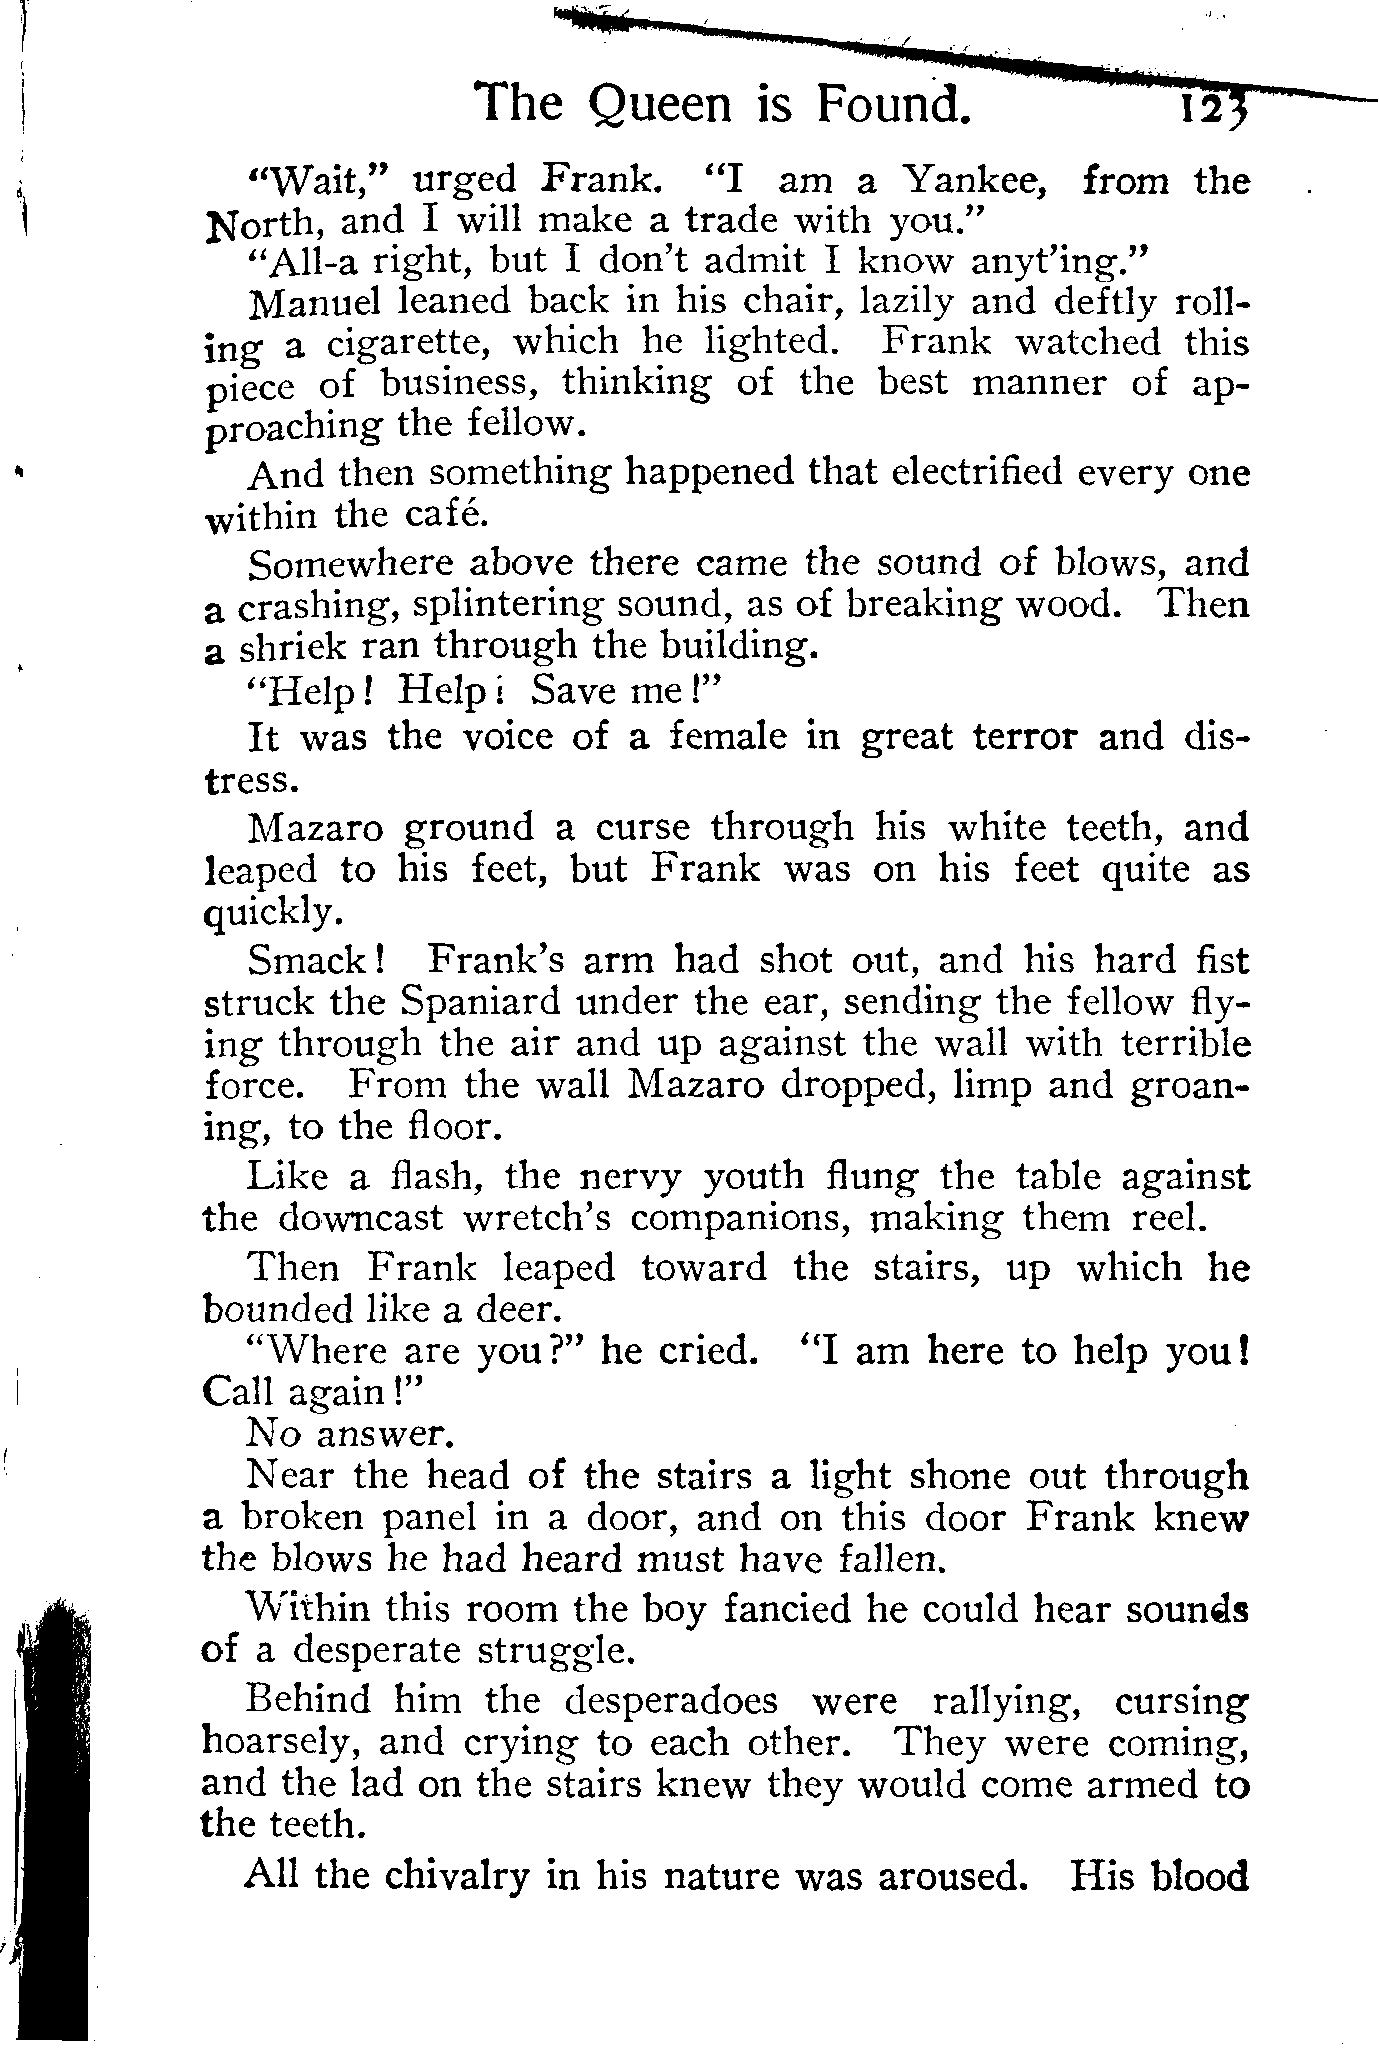 The Queen is Found. 123
“Wait,” urged Frank. “I am a Yankee, from the
North, and I will make a trade with you.”
“All-a right, but I don’t admit I know anyt’ing.”
Manuel leaned back in his chair, lazily and deftly roll-
ing a cigarette, which he lighted. Frank watched this
piece of business, thinking of the best manner of ap-
proaching the fellow.
And then something happened that electrified every one
within the café.
Somewhere above there came the sound of blows, and
a crashing, splintering sound, as of breaking wood. Then
a shriek ran through the building.
“Help! Help! Save me!”
It was the voice of a female in great terror and dis-
tress.
Mazaro ground a curse through his white teeth, and
leaped to his feet, but Frank was on his feet quite as
quickly.
Smack! Frank’s arm had shot out, and his hard fist
struck the Spaniard under the ear, sending the fellow fly-
ing through the air and up against the wall with terrible
force. From the wall Mazaro dropped, limp and groan-
ing, to the floor.
Like a flash, the nervy youth flung the table against
the downcast wretch’s companions, making them reel.
Then Frank leaped toward the stairs, up which he
bounded like a deer.
“Where are you?” he cried. “I am here to help you!
Call again!”
No answer.
Near the head of the stairs a light shone out through
a broken panel in a door, and on this door Frank knew
the blows he had heard must have fallen.
Within this room the boy fancied he could hear sounds
of a desperate struggle.
Behind him the desperadoes were rallying, cursing
hoarsely, and crying to each other. They were coming,
and the lad on the stairs knew they would come armed to
the teeth.
All the chivalry in his nature was aroused. His blood